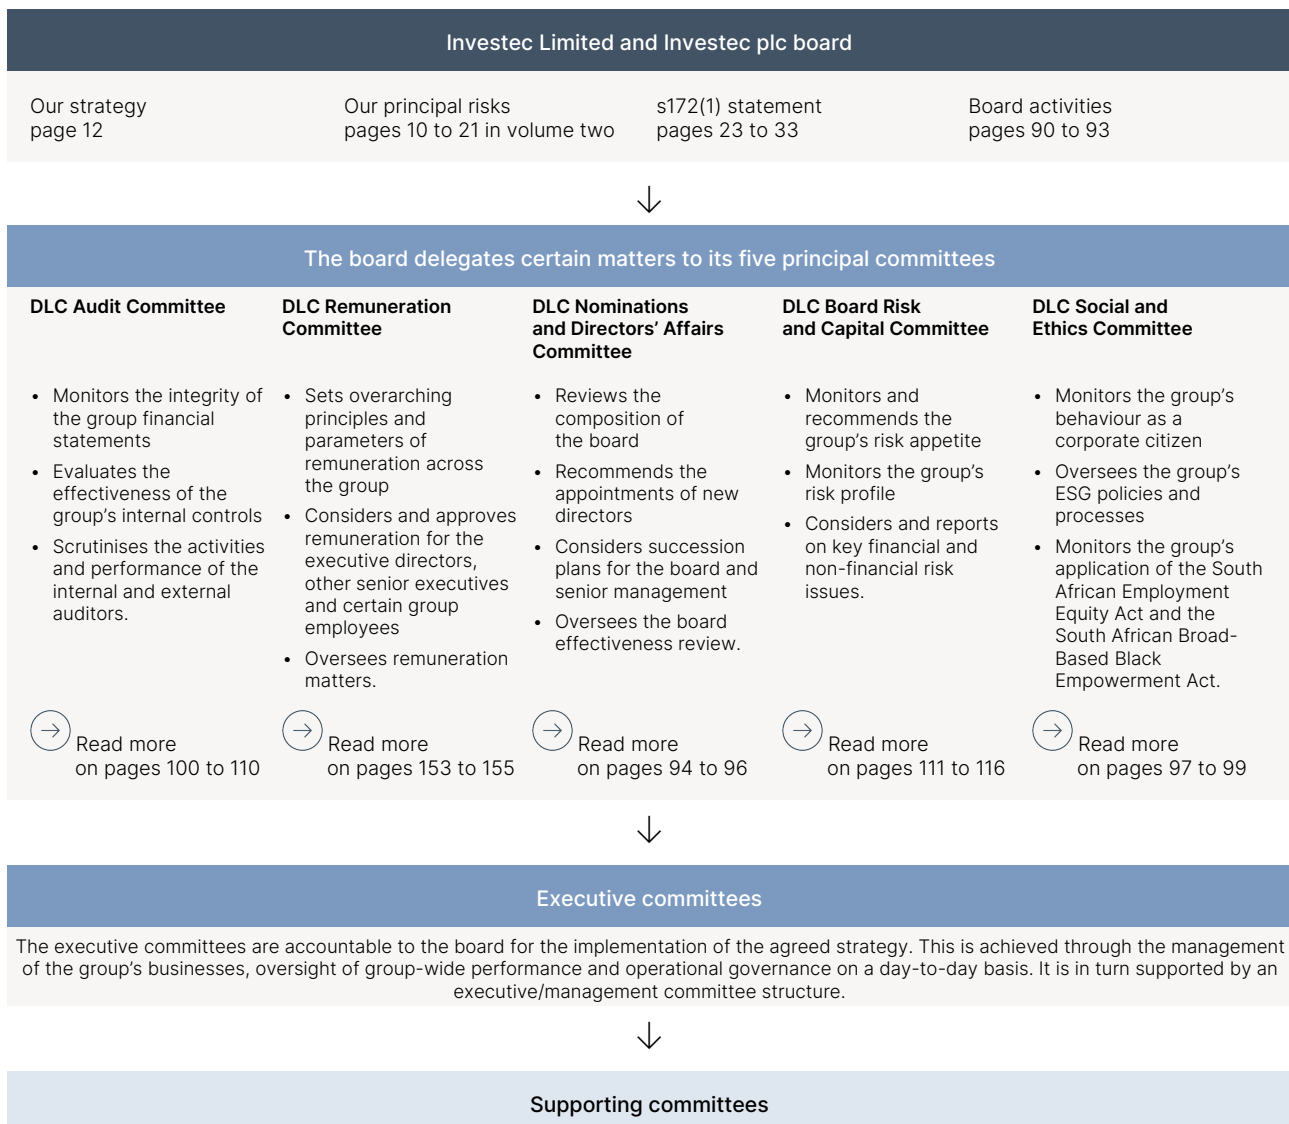 Investec Limited and Investec plc board
Our strategy
page 12
Our principal risks
pages 10 to 21 in volume two
s172(1) statement
pages 23 to 33
Board activities
pages 90 to 93
The board delegates certain matters to its five principal committees
DLC Audit Committee
• Monitors the integrity of
the group financial
statements
• Evaluates the
effectiveness of the
group's internal controls
• Scrutinises the activities
and performance of the
internal and external
auditors.
Read more
on pages 100 to 110
DLC Remuneration
Committee
• Sets overarching
principles and
parameters of
remuneration across
the group
• Considers and approves
remuneration for the
executive directors,
other senior executives
and certain group
employees
• Oversees remuneration
matters.
Read more
on pages 153 to 155
DLC Nominations
and Directors' Affairs
Committee
• Reviews the
composition of
the board
• Recommends the
appointments of new
directors
• Considers succession
plans for the board and
senior management
• Oversees the board
effectiveness review.
Read more
on pages 94 to 96
DLC Board Risk
and Capital Committee
• Monitors and
recommends the
group's risk appetite
• Monitors the group's
risk profile
• Considers and reports
on key financial and
non-financial risk
issues.
Read more
on pages 111 to 116
DLC Social and
Ethics Committee
• Monitors the group's
behaviour as a
corporate citizen
• Oversees the group's
ESG policies and
processes
• Monitors the group's
application of the South
African Employment
Equity Act and the
South African Broad-
Based Black
Empowerment Act.
Read more
on pages 97 to 99
Executive committees
The executive committees are accountable to the board for the implementation of the agreed strategy. This is achieved through the management
of the group's businesses, oversight of group-wide performance and operational governance on a day-to-day basis. It is in turn supported by an
executive/management committee structure.
Supporting committees